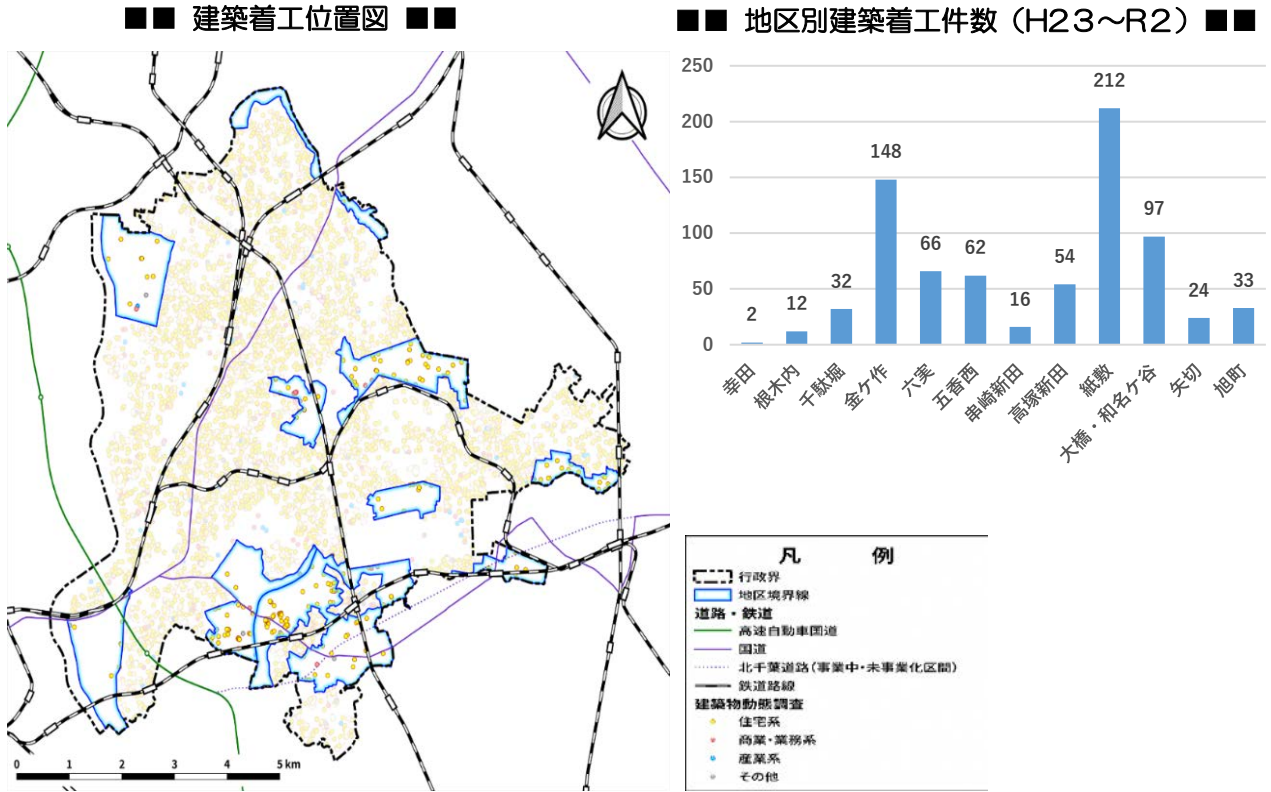 ■■ 建築着工位置図 ■■
0 1 2 3 4 5 km
■■ 地区別建築着工件数（H23～R2）■■
250
200
150
100
50
0
2
12
32
148
66
62
16
54
212
97
24
33
幸田
根木内
千駄堀
金ケ作
六実
五香西
串崎新田
高塚新田
紙敷
大橋・和名ケ谷
矢切
旭町
凡 例
行政界
地区境界線
道路・鉄道
高速自動車国道
国道
北千葉道路(事業中・未事業化区間)
鉄道路線
建築物動態調査
住宅系
商業・業務系
産業系
その他